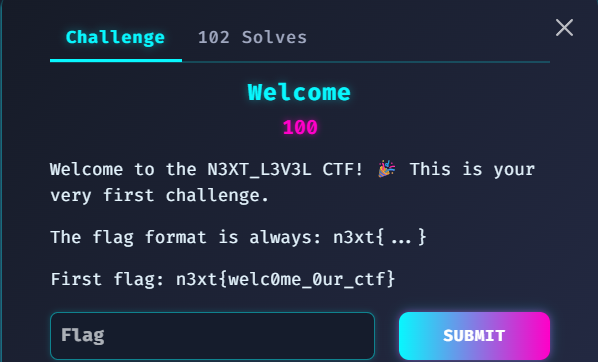 Challenge 102 Solves
Welcome
100
Welcome to the N3XT_L3V3L CTF! 🎉 This is your
very first challenge.
The flag format is always: n3xt{...}
First flag: n3xt{welc0me_0ur_ctf}
Flag SUBMIT